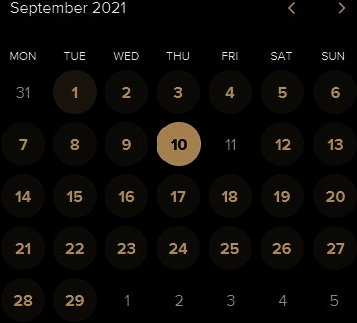 September 2021
MON TUE WED THU FRI SAT SUN
31 1 2 3 4 5 6
7 8 9 10 11 12 13
14 15 16 17 18 19 20
21 22 23 24 25 26 27
28 29 1 2 3 4 5